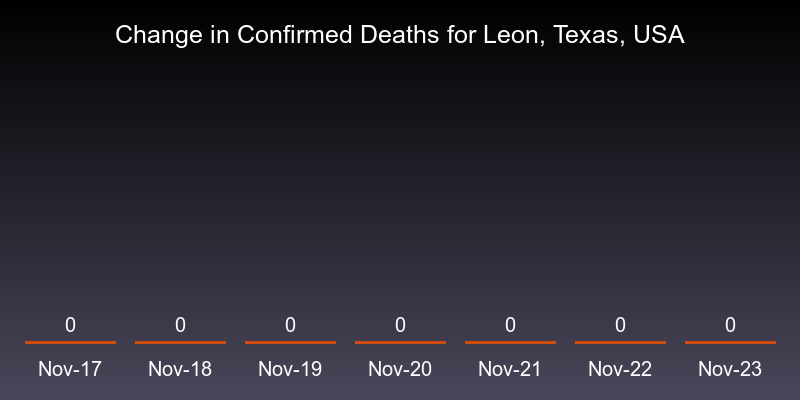 Change in Confirmed Deaths for Leon, Texas, USA
0 0 0 0 0 0 0
Nov-17 Nov-18 Nov-19 Nov-20 Nov-21 Nov-22 Nov-23